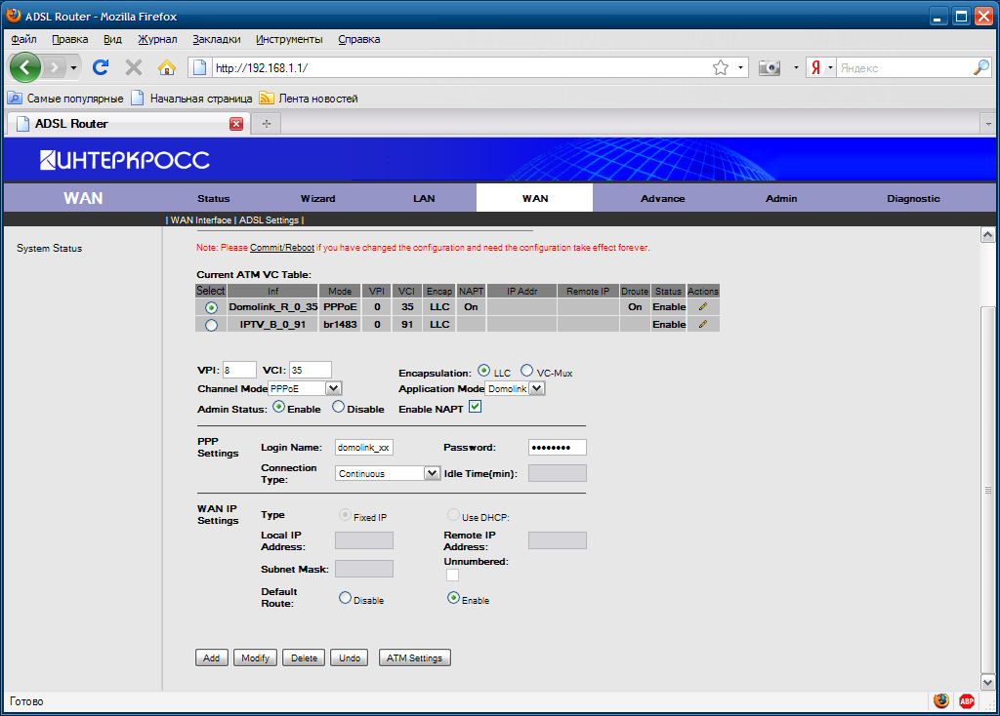 ADSL Router - Mozilla Firefox
Файл Правка Вид Журнал Закладки Инструменты Справка
http://192.168.1.1/ Я Яндекс
Самые популярные Начальная страница Лента новостей
ADSL Router
ИНТЕРКРОСС
WAN Status Wizard LAN WAN Advance Admin Diagnostic
| WAN Interface | ADSL Settings |
System Status
Note: Please Commit/Reboot if you have changed the configuration and need the configuration take effect forever.
Current ATM VC Table:
Select Inf Mode VPI VCI Encap NAPT IP Addr Remote IP Droute Status Actions
Domolink_R_0_35 PPPoE 0 35 LLC On On Enable
IPTV_B_0_91 br1483 0 91 LLC Enable
VPI: 8 VCI: 35 Encapsulation: LLC VC-Mux
Channel Mode PPPoE Application Mode Domolink
Admin Status: Enable Disable Enable NAPT
PPP Settings
Login Name: domolink_xx Password: ••••••••
Connection Type: Continuous Idle Time(min):
WAN IP Settings
Type Fixed IP Use DHCP:
Local IP Address: Remote IP Address:
Subnet Mask: Unnumbered:
Default Route: Disable Enable
Add Modify Delete Undo ATM Settings
Готово ABP